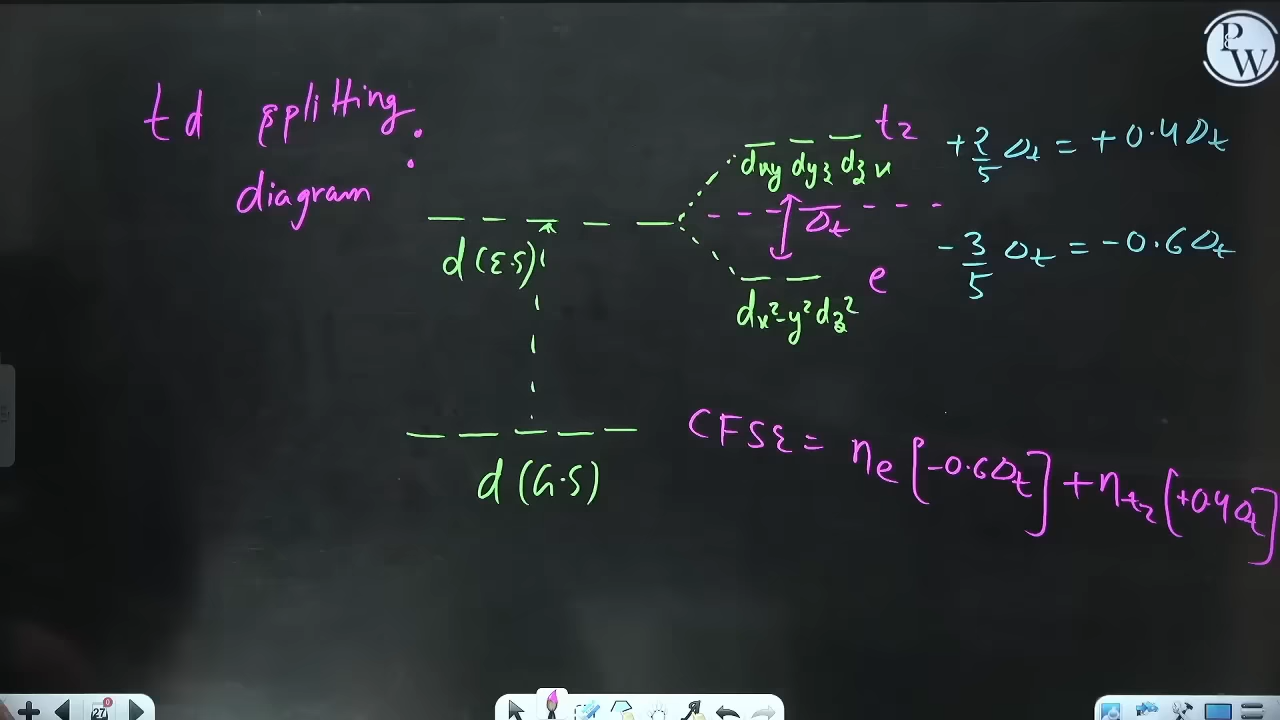 PW
td splitting
diagram :
t2
dxy dyz dzx
+2/5 Δt = +0.4Δt
Δt
d(E.S)
e
dx²-y² dz²
-3/5 Δt = -0.6Δt
d(G.S)
CFSE = ne[-0.6Δt] + nt2[+0.4Δt]
27